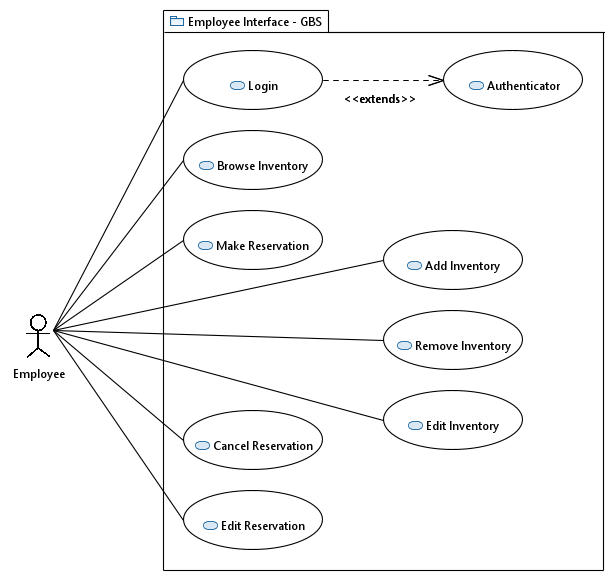 Employee Interface - GBS
Login
<<extends>>
Authenticator
Browse Inventory
Make Reservation
Add Inventory
Remove Inventory
Employee
Edit Inventory
Cancel Reservation
Edit Reservation